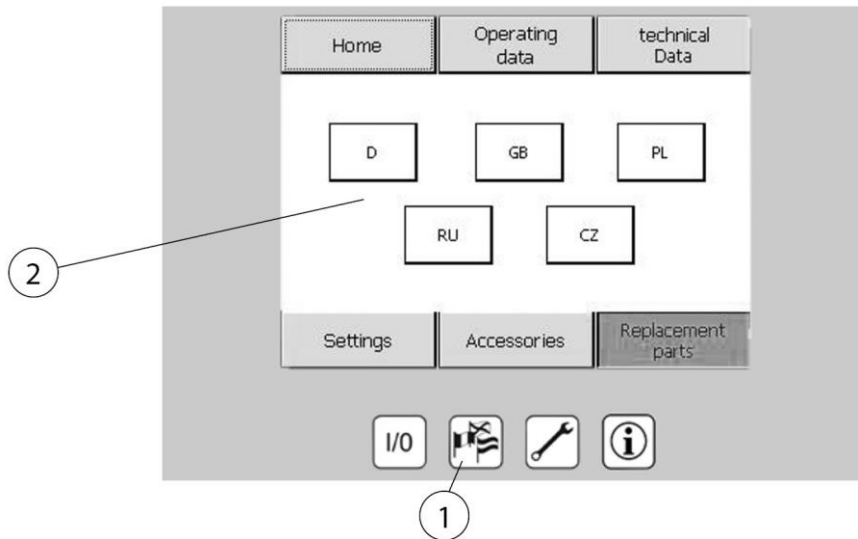 Home
Operating
data
technical
Data
D
GB
PL
RU
CZ
2
Settings
Accessories
Replacement
parts
I/0
i
1